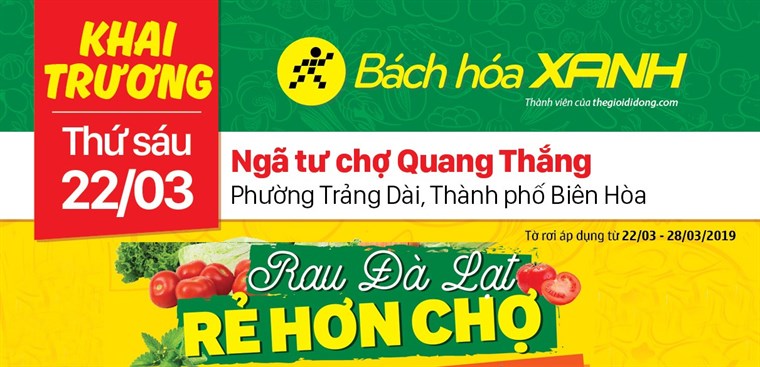 KHAI
TRƯƠNG
Thứ sáu
22/03
Bách hóa XANH
Thành viên của thegioididong.com
Ngã tư chợ Quang Thắng
Phường Trảng Dài, Thành phố Biên Hòa
Tờ rơi áp dụng từ 22/03 - 28/03/2019
Rau Đà Lạt
RẺ HƠN CHỢ